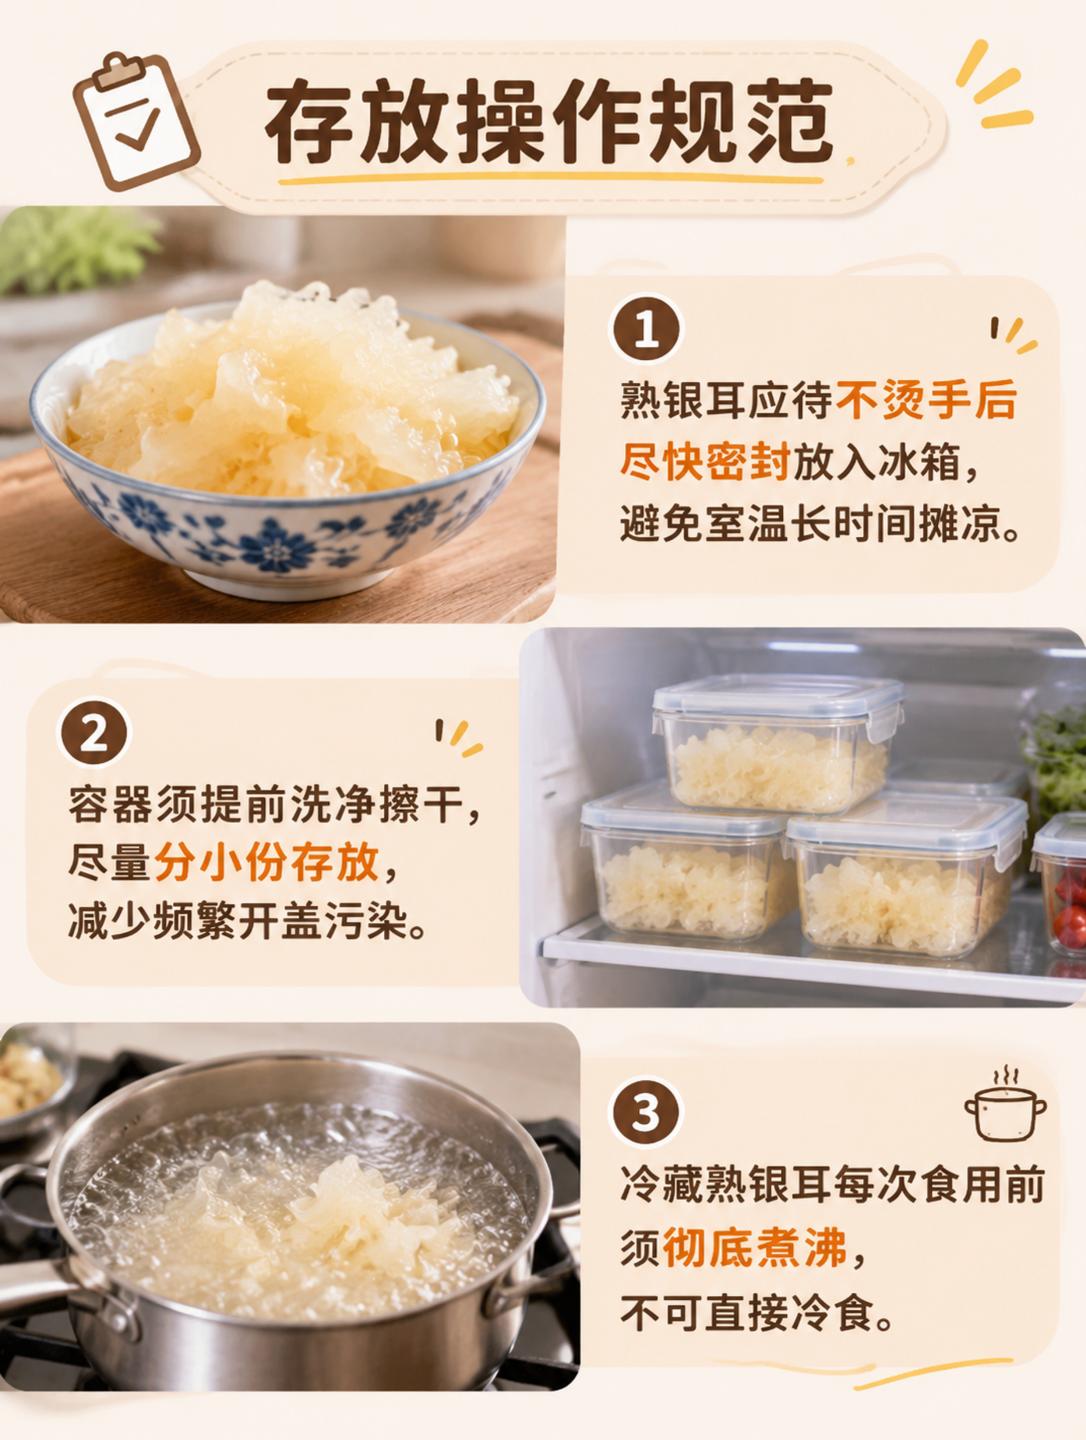 存放操作规范
1
熟银耳应待不烫手后
尽快密封放入冰箱，
避免室温长时间摊凉。
2
容器须提前洗净擦干，
尽量分小份存放，
减少频繁开盖污染。
3
冷藏熟银耳每次食用前
须彻底煮沸，
不可直接冷食。